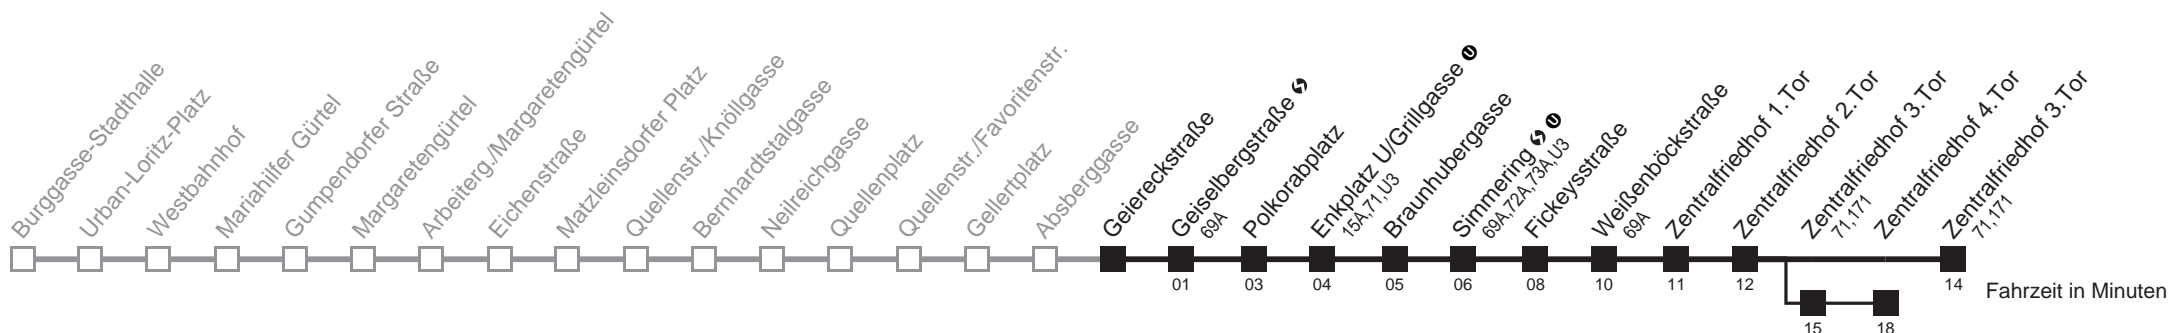 Burggasse-Stadthalle
Urban-Loritz-Platz
Westbahnhof
Mariahilfer Gürtel
Gumpendorfer Straße
Margaretengürtel
Arbeiterg./Margaretengürtel
Eichenstraße
Matzleinsdorfer Platz
Quellenstr./Knöllgasse
Bernhardtstalgasse
Neilreichgasse
Quellenplatz
Quellenstr./Favoritenstr.
Gellertplatz
Absberggasse
Geiereckstraße
Geiselbergstraße S
69A
Polkorabplatz
Enkplatz U/Grillgasse U
15A,71,U3
Braunhubergasse
Simmering S U
69A,72A,73A,U3
Fickeysstraße
Weißenböckstraße
69A
Zentralfriedhof 1.Tor
Zentralfriedhof 2.Tor
Zentralfriedhof 3.Tor
71,171
Zentralfriedhof 4.Tor
Zentralfriedhof 3.Tor
71,171
01 03 04 05 06 08 10 11 12 14
Fahrzeit in Minuten
15 18